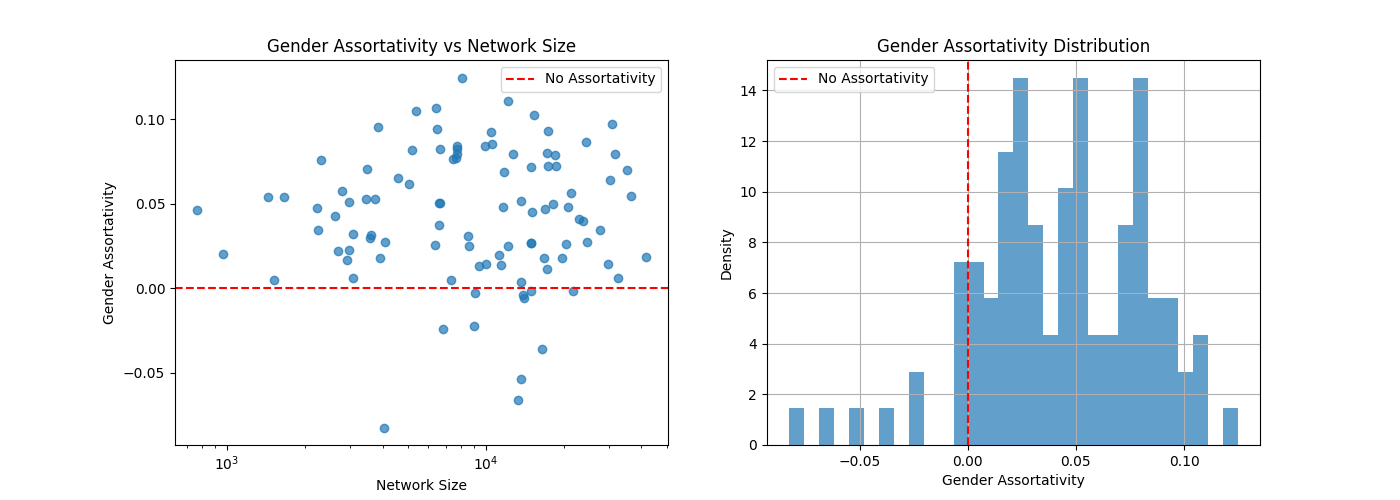 Gender Assortativity vs Network Size
No Assortativity
0.10
0.05
0.00
−0.05
Gender Assortativity
10³
10⁴
Network Size
Gender Assortativity Distribution
No Assortativity
14
12
10
8
6
4
2
0
Density
−0.05
0.00
0.05
0.10
Gender Assortativity